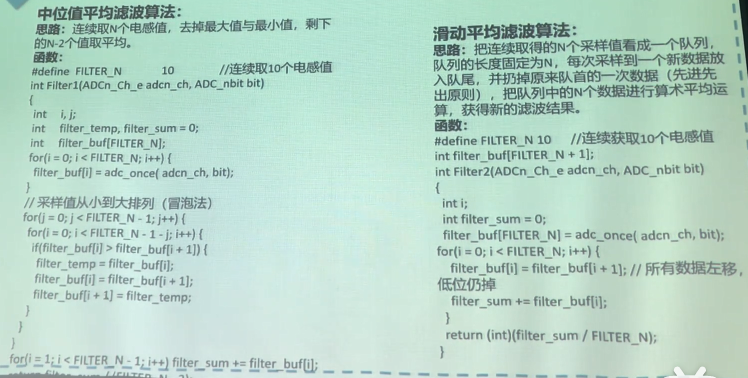 中位值平均滤波算法：
思路：连续取N个电感值，去掉最大值与最小值，剩下
的N-2个值取平均。
函数：
#define FILTER_N 10 //连续取10个电感值
int Filter1(ADCn_Ch_e adcn_ch, ADC_nbit bit)
{
int i, j;
int filter_temp, filter_sum = 0;
int filter_buf[FILTER_N];
for(i = 0; i < FILTER_N; i++) {
filter_buf[i] = adc_once( adcn_ch, bit);
}
// 采样值从小到大排列（冒泡法）
for(j = 0; j < FILTER_N - 1; j++) {
for(i = 0; i < FILTER_N - 1 - j; i++) {
if(filter_buf[i] > filter_buf[i + 1]) {
filter_temp = filter_buf[i];
filter_buf[i] = filter_buf[i + 1];
filter_buf[i + 1] = filter_temp;
}
}
}
for(i = 1; i < FILTER_N - 1; i++) filter_sum += filter_buf[i];
滑动平均滤波算法：
思路：把连续取得的N个采样值看成一个队列，
队列的长度固定为N，每次采样到一个新数据放
入队尾，并扔掉原来队首的一次数据（先进先
出原则），把队列中的N个数据进行算术平均运
算，获得新的滤波结果。
函数：
#define FILTER_N 10 //连续获取10个电感值
int filter_buf[FILTER_N + 1];
int Filter2(ADCn_Ch_e adcn_ch, ADC_nbit bit)
{
int i;
int filter_sum = 0;
filter_buf[FILTER_N] = adc_once( adcn_ch, bit);
for(i = 0; i < FILTER_N; i++) {
filter_buf[i] = filter_buf[i + 1]; // 所有数据左移，
低位仍掉
filter_sum += filter_buf[i];
}
return (int)(filter_sum / FILTER_N);
}